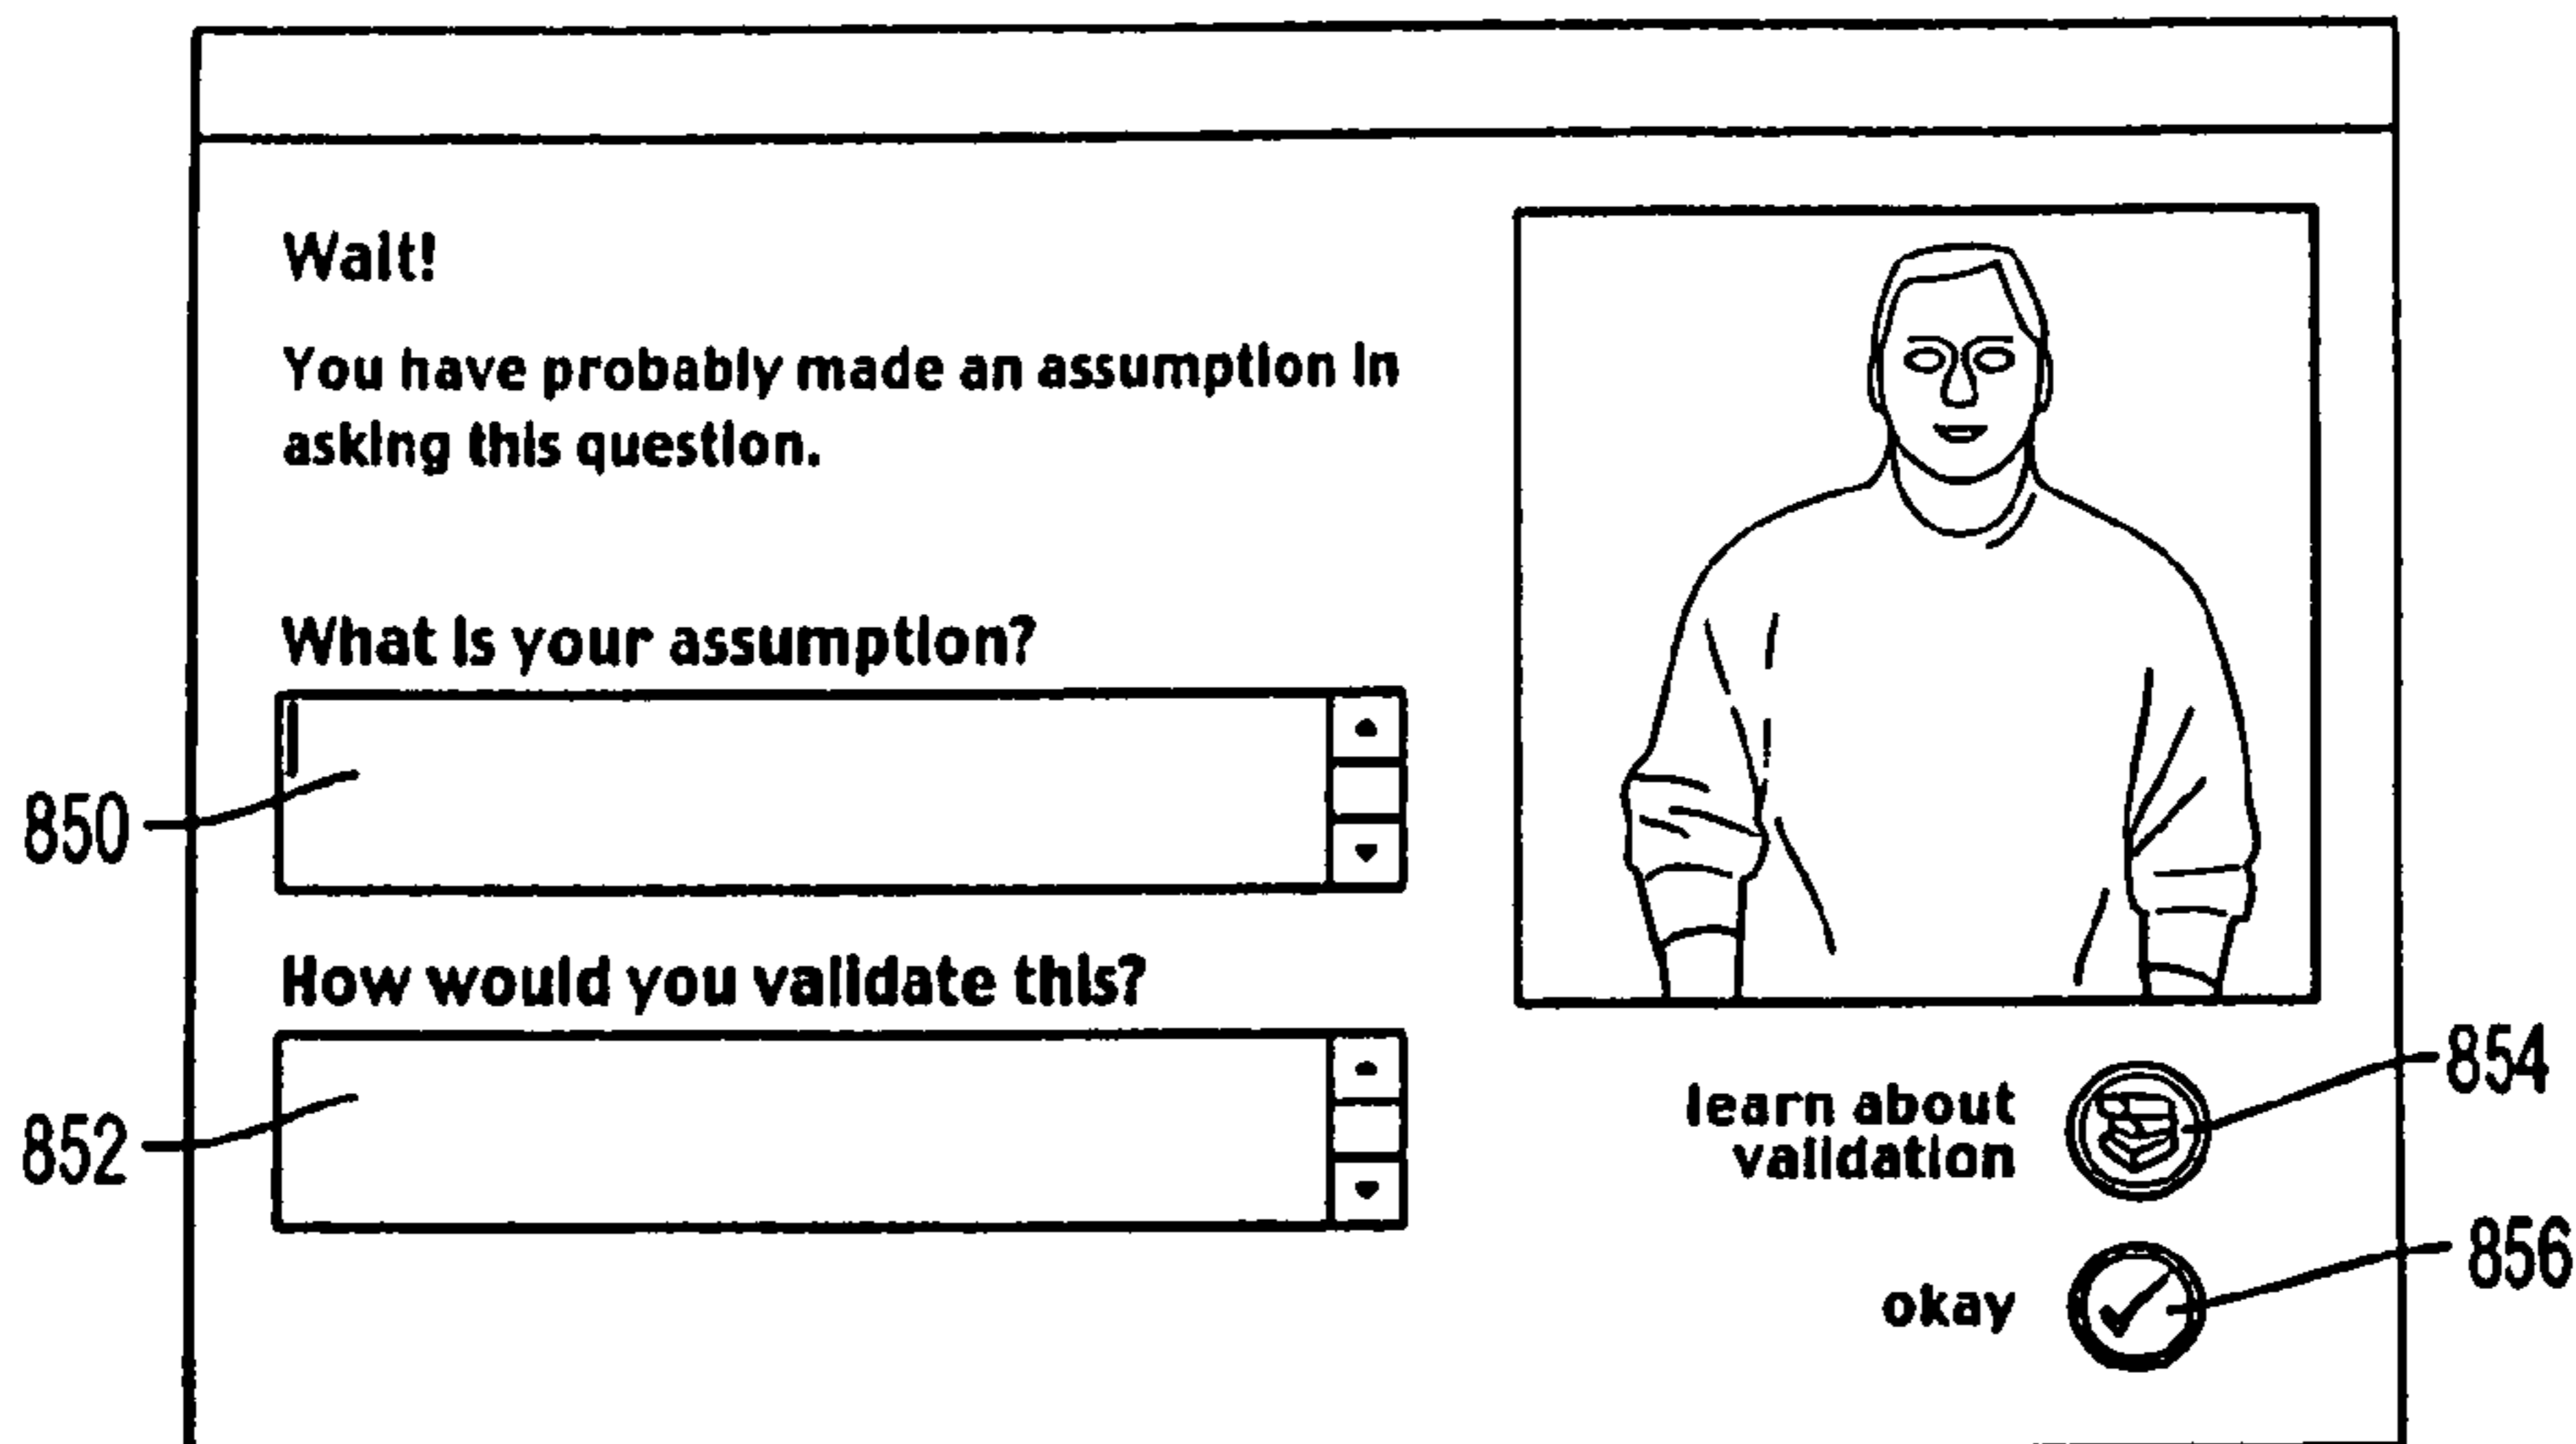 Wait!
You have probably made an assumption in
asking this question.
What is your assumption?
850
How would you validate this?
852
learn about
validation
854
okay
856